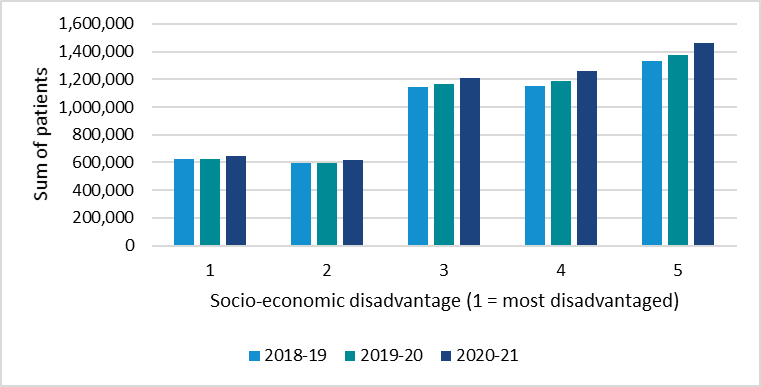 1,600,000
1,400,000
1,200,000
1,000,000
800,000
600,000
400,000
200,000
0
Sum of patients
1 2 3 4 5
Socio-economic disadvantage (1 = most disadvantaged)
2018-19 2019-20 2020-21